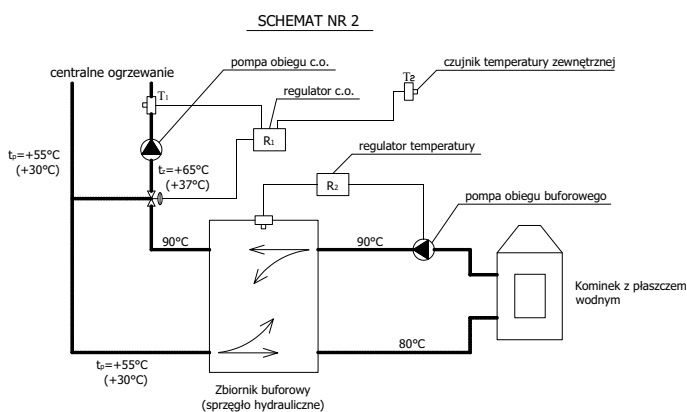 SCHEMAT NR 2
pompa obiegu c.o.
T2
czujnik temperatury zewnętrznej
centralne ogrzewanie
regulator c.o.
T1
R1
regulator temperatury
tp=+55°C
(+30°C)
tz=+65°C
(+37°C)
R2
pompa obiegu buforowego
90°C
90°C
Kominek z płaszczem
wodnym
80°C
tp=+55°C
(+30°C)
Zbiornik buforowy
(sprzęgło hydrauliczne)